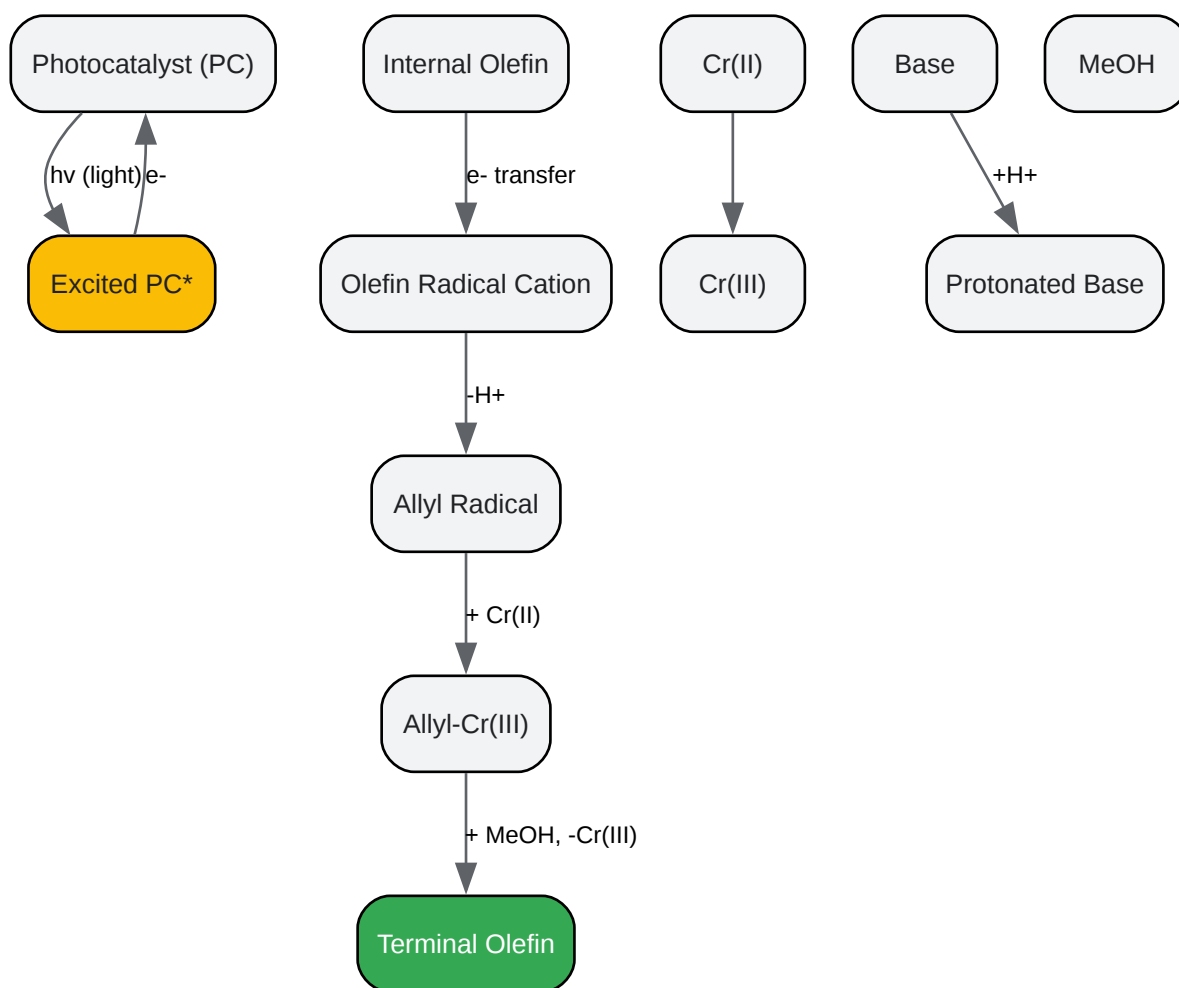 Photocatalyst (PC)
Internal Olefin
Cr(II)
Base
MeOH
hv (light)
e-
e- transfer
+H+
Excited PC*
Olefin Radical Cation
Cr(III)
Protonated Base
-H+
Allyl Radical
+ Cr(II)
Allyl-Cr(III)
+ MeOH, -Cr(III)
Terminal Olefin